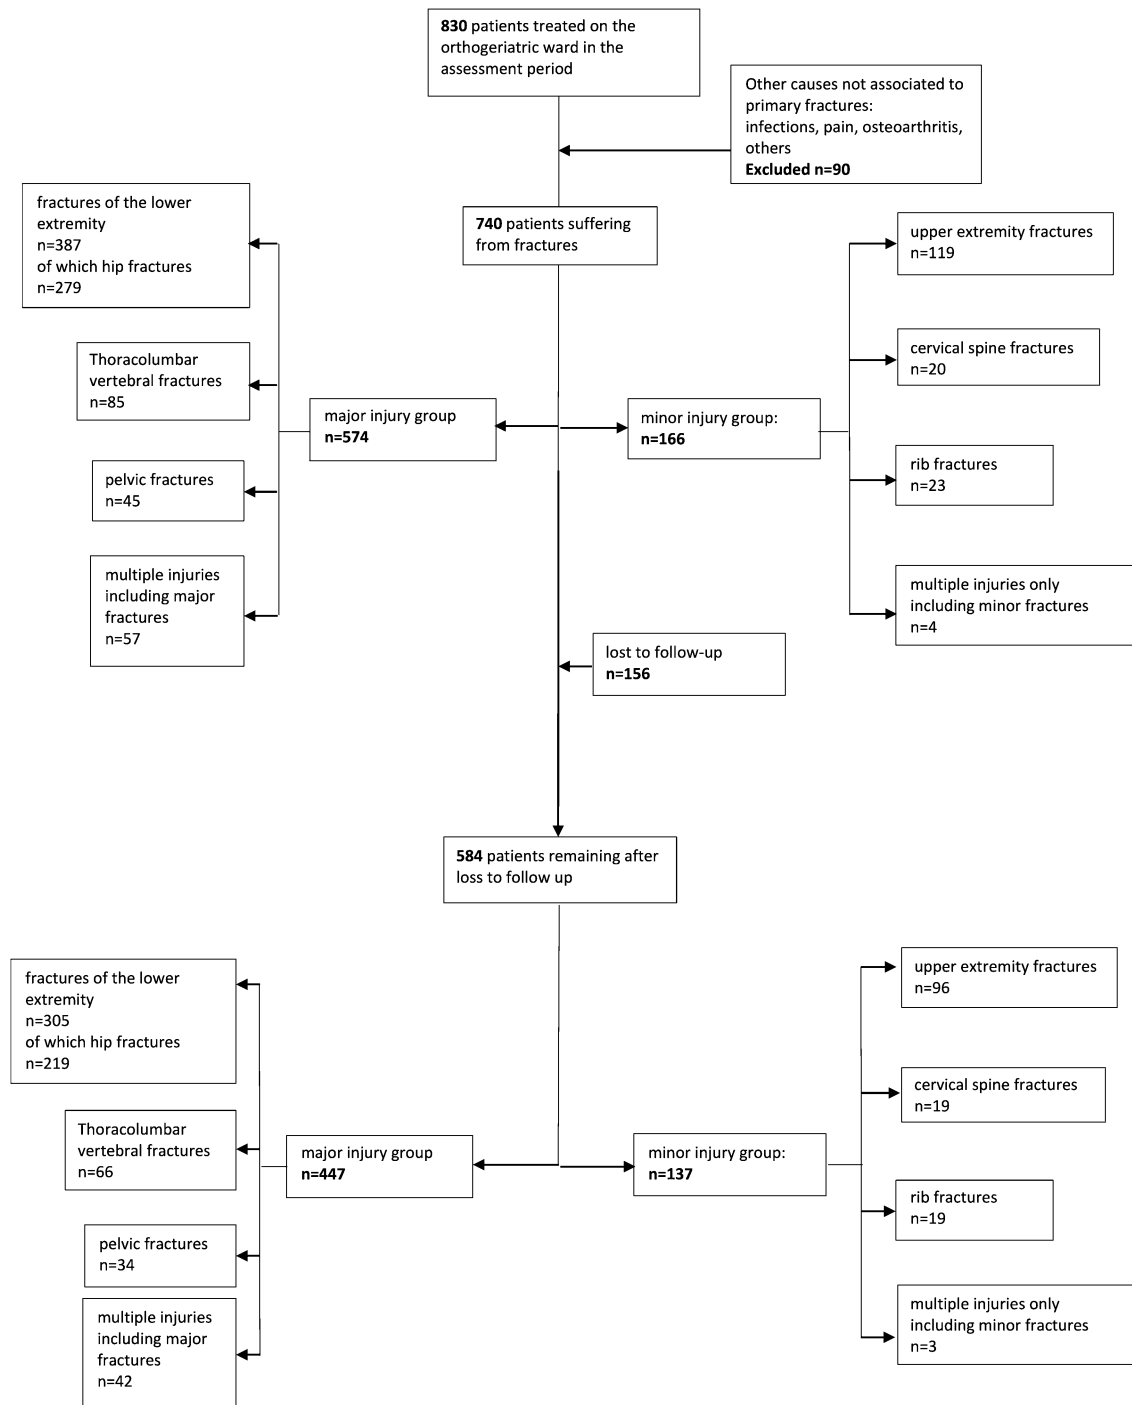 830 patients treated on the
orthogeriatric ward in the
assessment period
Other causes not associated to
primary fractures:
infections, pain, osteoarthritis,
others
Excluded n=90
740 patients suffering
from fractures
fractures of the lower
extremity
n=387
of which hip fractures
n=279
Thoracolumbar
vertebral fractures
n=85
pelvic fractures
n=45
multiple injuries
including major
fractures
n=57
major injury group
n=574
minor injury group:
n=166
upper extremity fractures
n=119
cervical spine fractures
n=20
rib fractures
n=23
multiple injuries only
including minor fractures
n=4
lost to follow-up
n=156
584 patients remaining after
loss to follow up
fractures of the lower
extremity
n=305
of which hip fractures
n=219
Thoracolumbar
vertebral fractures
n=66
pelvic fractures
n=34
multiple injuries
including major
fractures
n=42
major injury group
n=447
minor injury group:
n=137
upper extremity fractures
n=96
cervical spine fractures
n=19
rib fractures
n=19
multiple injuries only
including minor fractures
n=3